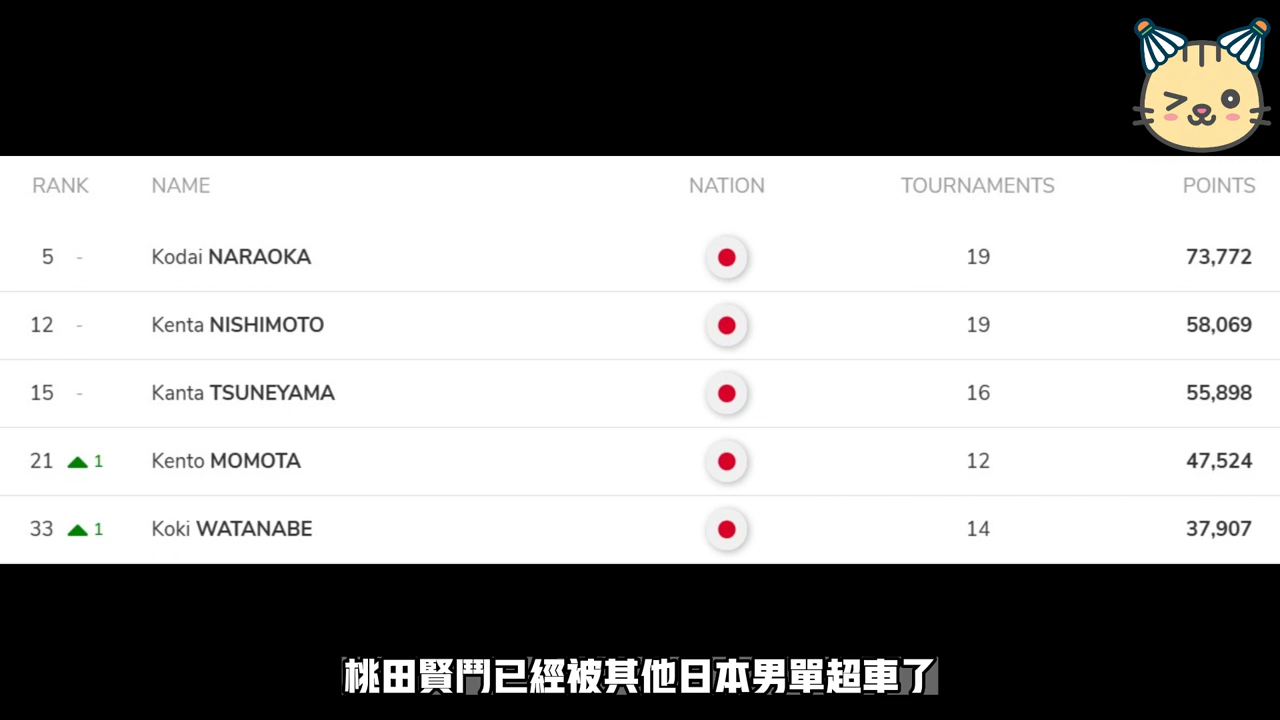 RANK NAME NATION TOURNAMENTS POINTS
5 - Kodai NARAOKA 19 73,772
12 - Kenta NISHIMOTO 19 58,069
15 - Kanta TSUNEYAMA 16 55,898
21 1 Kento MOMOTA 12 47,524
33 1 Koki WATANABE 14 37,907
桃田賢鬥已經被其他日本男單超車了